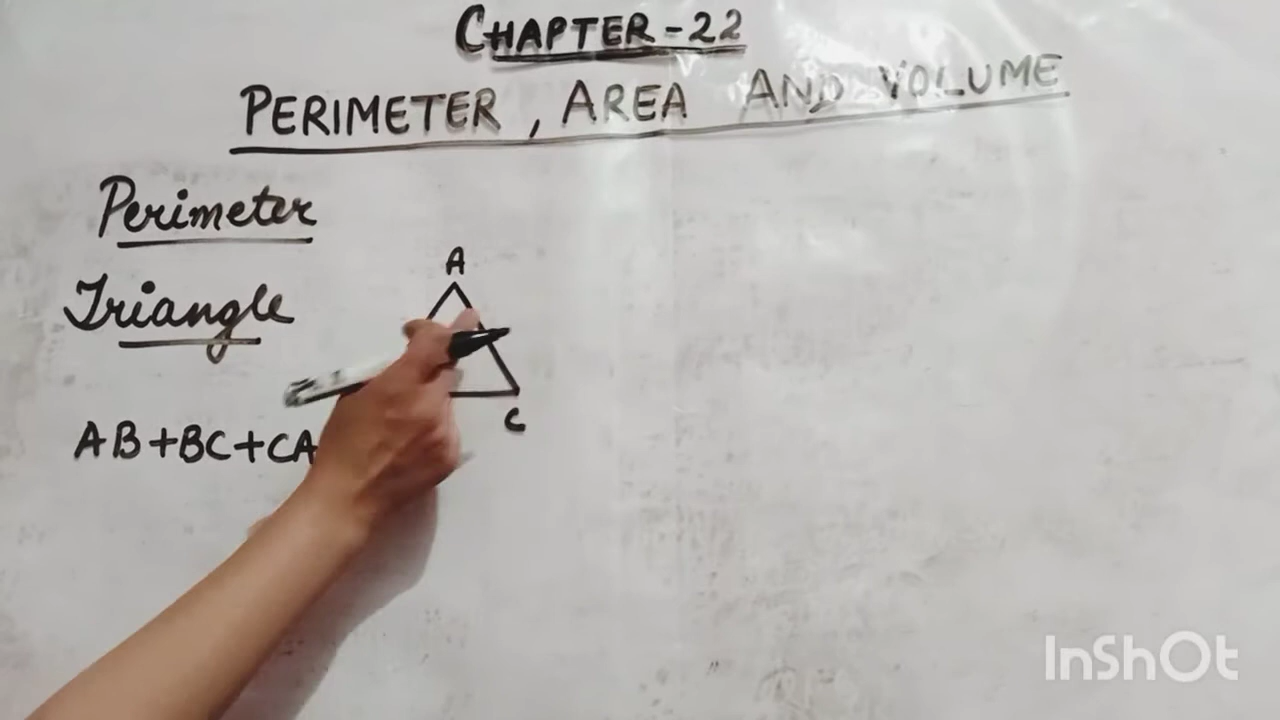 CHAPTER-22
PERIMETER, AREA AND VOLUME
Perimeter
Triangle
A
C
AB+BC+CA
InShOt